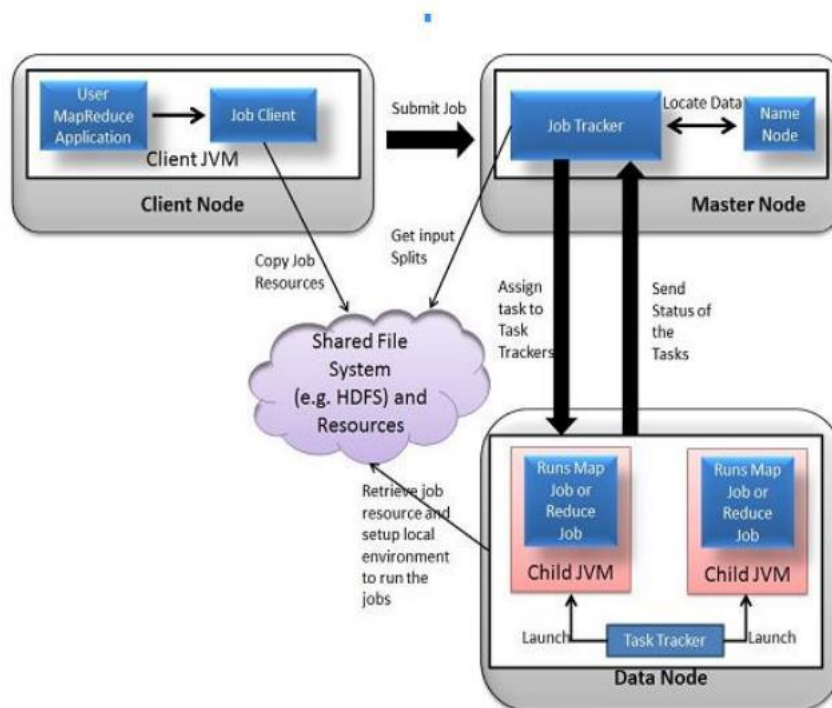 User
MapReduce
Application
Job Client
Client JVM
Client Node
Submit Job
Job Tracker
Locate Data
Name
Node
Master Node
Copy Job
Resources
Get input
Splits
Assign
task to
Task
Trackers
Send
Status of
the
Tasks
Shared File
System
(e.g. HDFS) and
Resources
Retrieve job
resource and
setup local
environment
to run the
jobs
Runs Map
Job or
Reduce
Job
Child JVM
Runs Map
Job or
Reduce
Job
Child JVM
Launch
Task Tracker
Launch
Data Node